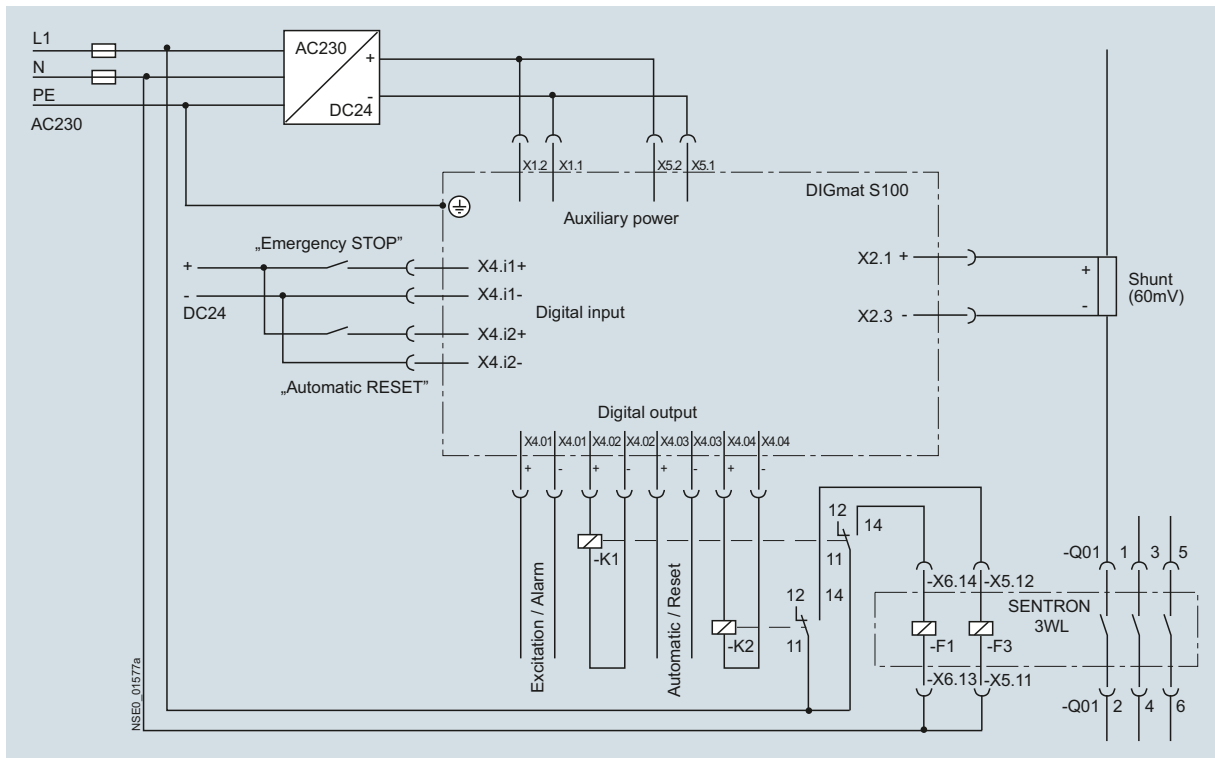 L1
N
PE
AC230
AC230
+
-
DC24
X1.2 X1.1 X5.2 X5.1
DIGmat S100
Auxiliary power
„Emergency STOP”
+
-
DC24
X4.i1+
X4.i1-
Digital input
X4.i2+
X4.i2-
„Automatic RESET”
X2.1 +
X2.3 -
+
-
Shunt
(60mV)
Digital output
X4.01 X4.01 X4.02 X4.02 X4.03 X4.03 X4.04 X4.04
+ - + - + - + -
Excitation / Alarm
-K1
Automatic / Reset
-K2
12
14
11
12
14
11
-X6.14 -X5.12
SENTRON
3WL
-F1 -F3
-X6.13 -X5.11
-Q01 1 3 5
-Q01 2 4 6
NSE0_01577a